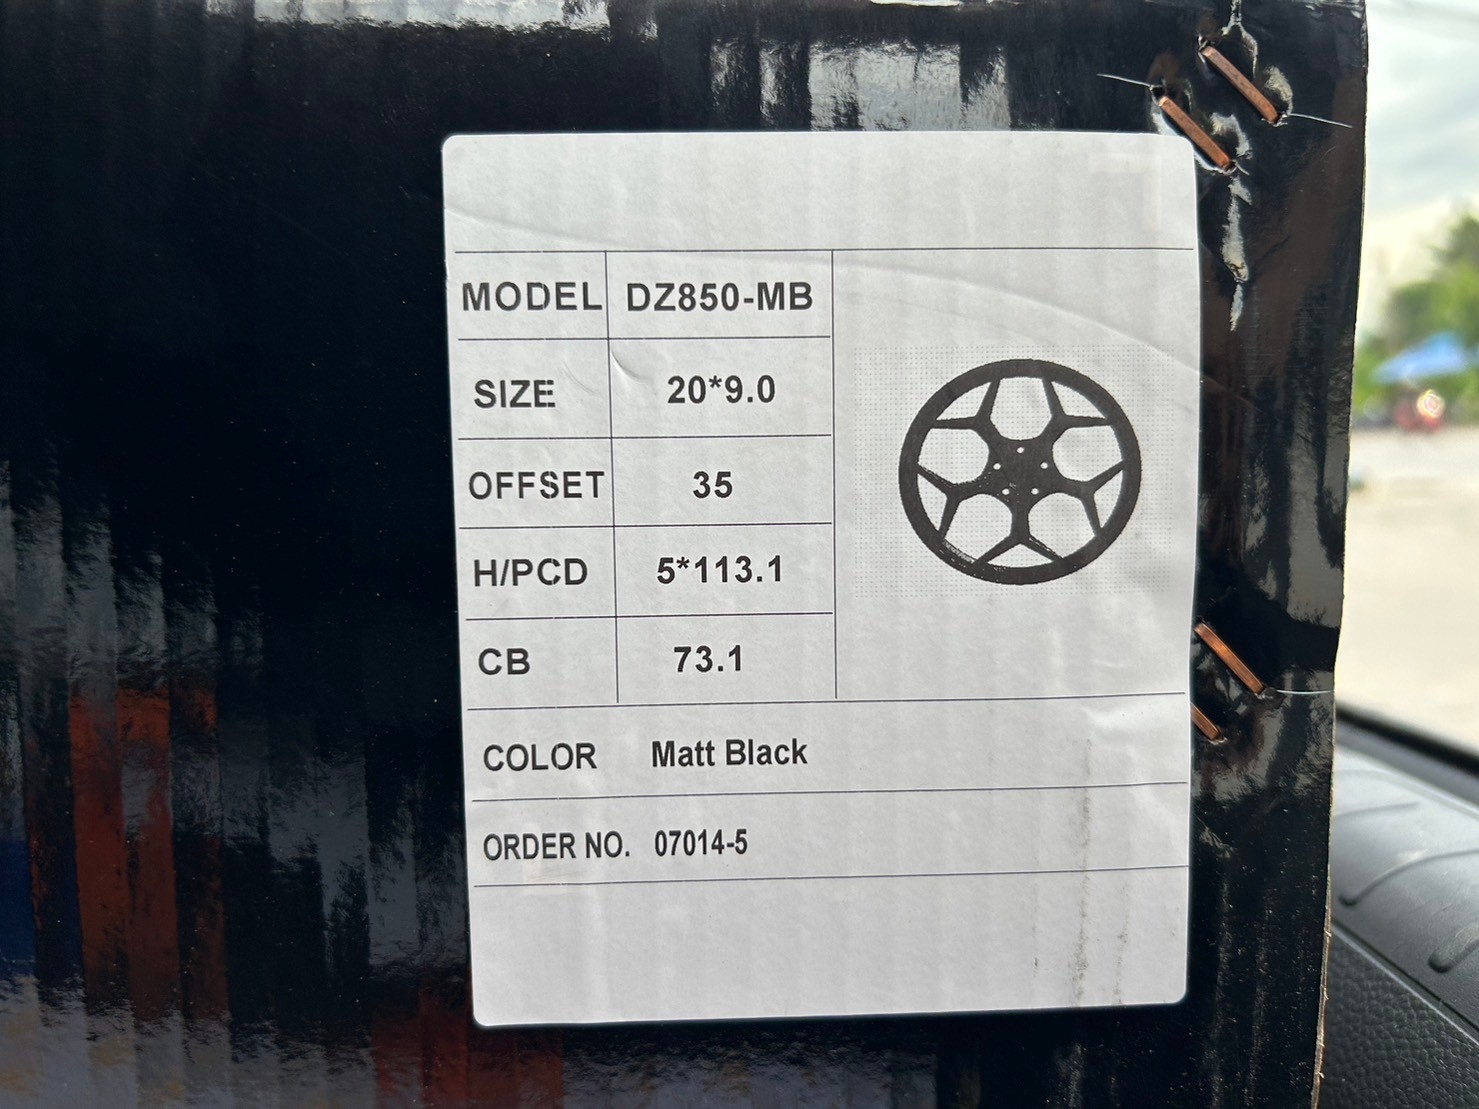 MODEL DZ850-MB
SIZE 20*9.0
OFFSET 35
H/PCD 5*113.1
CB 73.1
COLOR Matt Black
ORDER NO. 07014-5